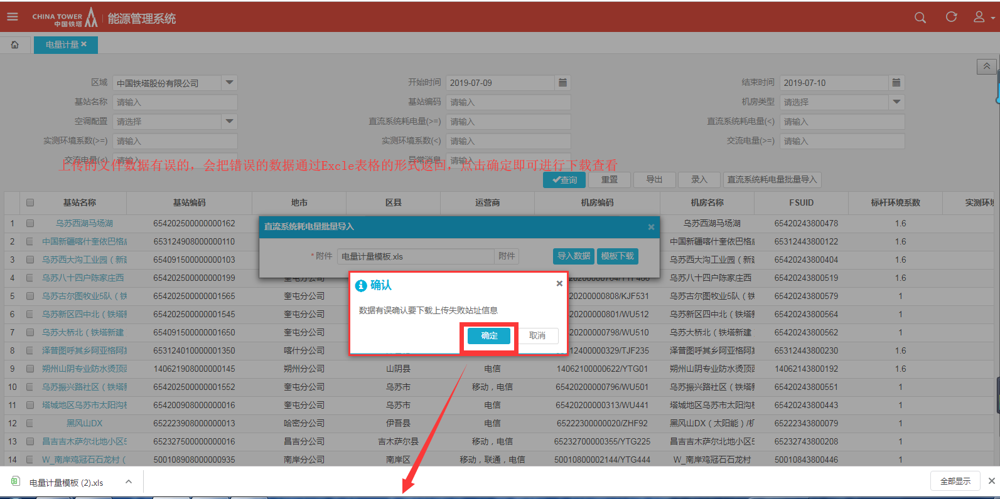 CHINA TOWER
中国铁塔
能源管理系统
电量计量
区域 中国铁塔股份有限公司 开始时间 2019-07-09 结束时间 2019-07-10
基站名称 请输入 基站编码 请输入 机房类型 请选择
空调配置 请选择 直流系统耗电量(>=) 请输入 直流系统耗电量(<) 请输入
实测环境系数(>=) 请输入 实测环境系数(<) 请输入 交流电量(>=) 请输入
交流电量(<) 请输入 异常消息 请输入
上传的文件数据有误的，会把错误的数据通过Excle表格的形式返回，点击确定即可进行下载查看
查询 重置 导出 录入 直流系统耗电量批量导入
基站名称 基站编码 地市 区县 运营商 机房编码 机房名称 FSUID 标杆环境系数 实测环境
1 乌苏西湖马场湖 654202500000000162 乌苏西湖马场湖 65420243800478 1.6
2 中国新疆喀什奎依巴格 653124908000000110 中国新疆喀什奎依巴格 65312443800122 1.6
3 乌苏西大沟工业园（新 654091500000000103 乌苏西大沟工业园（新 65420243800404 1.6
4 乌苏八十四户陈家庄西 654202500000000199 奎屯分公司 乌苏八十四户陈家庄西 65420243800519 1.6
5 乌苏古尔图牧业5队（铁 654202500000001565 奎屯分公司 20200000808/KJF531 乌苏古尔图牧业5队（铁 65420243800579 1
6 乌苏新区四中北（铁塔新 654202500000001545 奎屯分公司 20200000801/WU512 乌苏新区四中北（铁塔 65420243800564 1
7 乌苏大桥北（铁塔新建 654091500000001650 奎屯分公司 20200000798/WU510 乌苏大桥北（铁塔新建 65420243800562 1
8 泽普图呼其乡阿亚格阿 653124010000001350 喀什分公司 12400000329/TJF235 泽普图呼其乡阿亚格阿 65312443800230 1.6
9 朔州山阴专业防水烫顶 140621908000000145 朔州分公司 山阴县 电信 14062100000622/YTG01 朔州山阴专业防水烫顶 14062143800192 1.6
10 乌苏振兴路社区（铁塔新 654202500000001552 奎屯分公司 乌苏市 移动，电信 65420200000796/WU501 乌苏振兴路社区（铁塔 65420243800551 1
11 塔城地区乌苏市太阳沟 654200908000000016 奎屯分公司 乌苏市 电信 65420200000313/WU441 塔城地区乌苏市太阳沟 65420243800443 1
12 黑风山DX 652223908000000013 哈密分公司 伊吾县 电信 65222300000020/ZHF92 黑风山DX（太阳能）/机 65222343800079 1
13 昌吉吉木萨尔北地小区 652327500000000016 昌吉分公司 吉木萨尔县 移动，电信 65232700000355/YTG225 昌吉吉木萨尔北地小区 65232743800208 1
14 W_南岸鸡冠石石龙村（ 500108908000000935 南岸分公司 南岸区 移动，联通，电信 50010800002144/YTG444 W_南岸鸡冠石石龙村 50010843800446 1
直流系统耗电量批量导入
* 附件 电量计量模板.xls 附件 导入数据 模板下载
确认
数据有误确认要下载上传失败站址信息
确定 取消
电量计量模板 (2).xls 全部显示